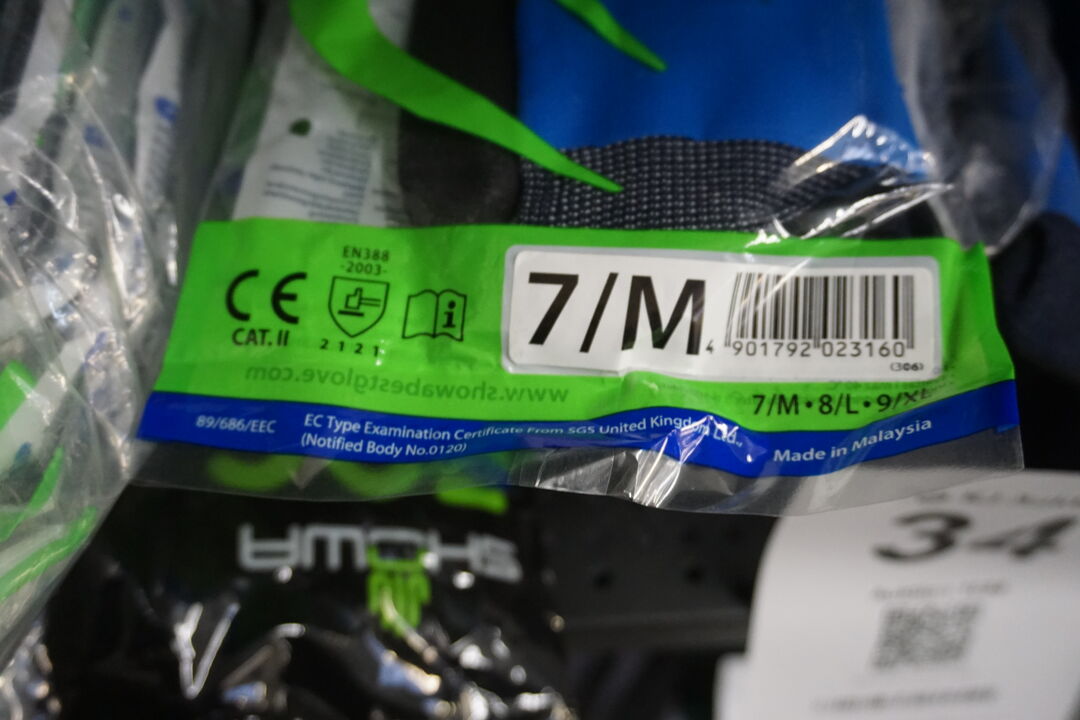 EN388
-2003-
CE
CAT. II
2 1 2 1
i
7/M
4 901792 023160
(306)
www.showabestglove.com
7/M・8/L・9/XL
89/686/EEC
EC Type Examination Certificate From SGS United Kingdom Ltd.
(Notified Body No.0120)
Made in Malaysia
SHOWA
34